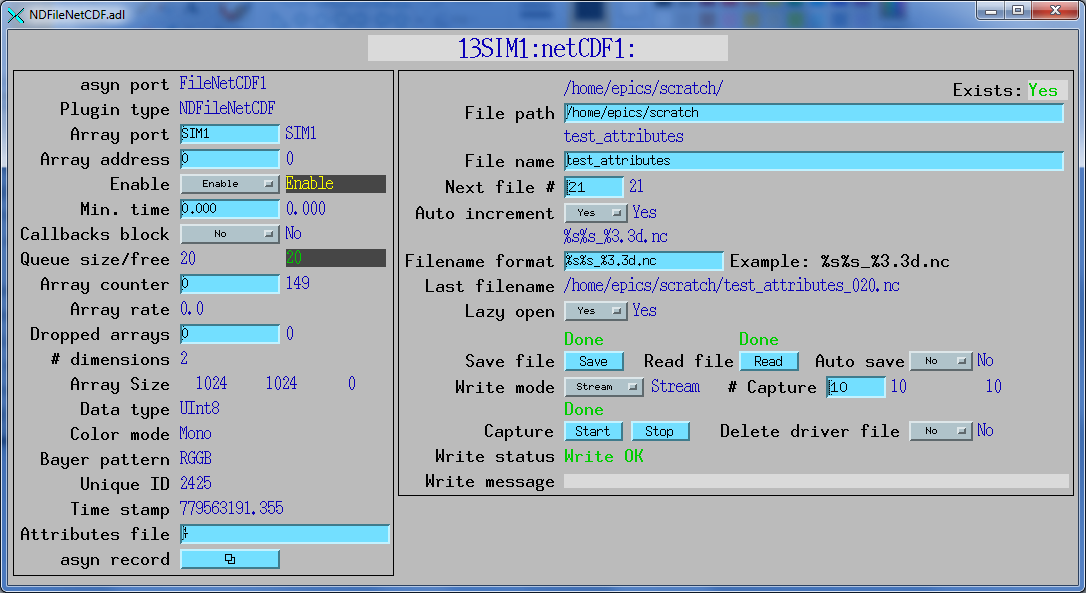 NDFileNetCDF.adl
13SIM1:netCDF1:
asyn port FileNetCDF1
Plugin type NDFileNetCDF
Array port SIM1 SIM1
Array address 0 0
Enable Enable Enable
Min. time 0.000 0.000
Callbacks block No No
Queue size/free 20 20
Array counter 0 149
Array rate 0.0
Dropped arrays 0 0
# dimensions 2
Array Size 1024 1024 0
Data type UInt8
Color mode Mono
Bayer pattern RGGB
Unique ID 2425
Time stamp 779563191.355
Attributes file
asyn record
/home/epics/scratch/ Exists: Yes
File path /home/epics/scratch
test_attributes
File name test_attributes
Next file # 21 21
Auto increment Yes Yes
%s%s_%3.3d.nc
Filename format %s%s_%3.3d.nc Example: %s%s_%3.3d.nc
Last filename /home/epics/scratch/test_attributes_020.nc
Lazy open Yes Yes
Done Done
Save file Save Read file Read Auto save No No
Write mode Stream Stream # Capture 10 10 10
Done
Capture Start Stop Delete driver file No No
Write status Write OK
Write message